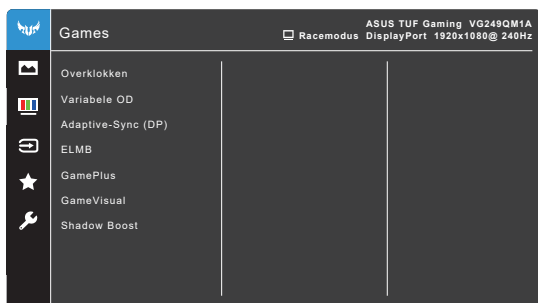 Games
ASUS TUF Gaming VG249QM1A
Racemodus DisplayPort 1920x1080@ 240Hz
Overklokken
Variabele OD
Adaptive-Sync (DP)
ELMB
GamePlus
GameVisual
Shadow Boost